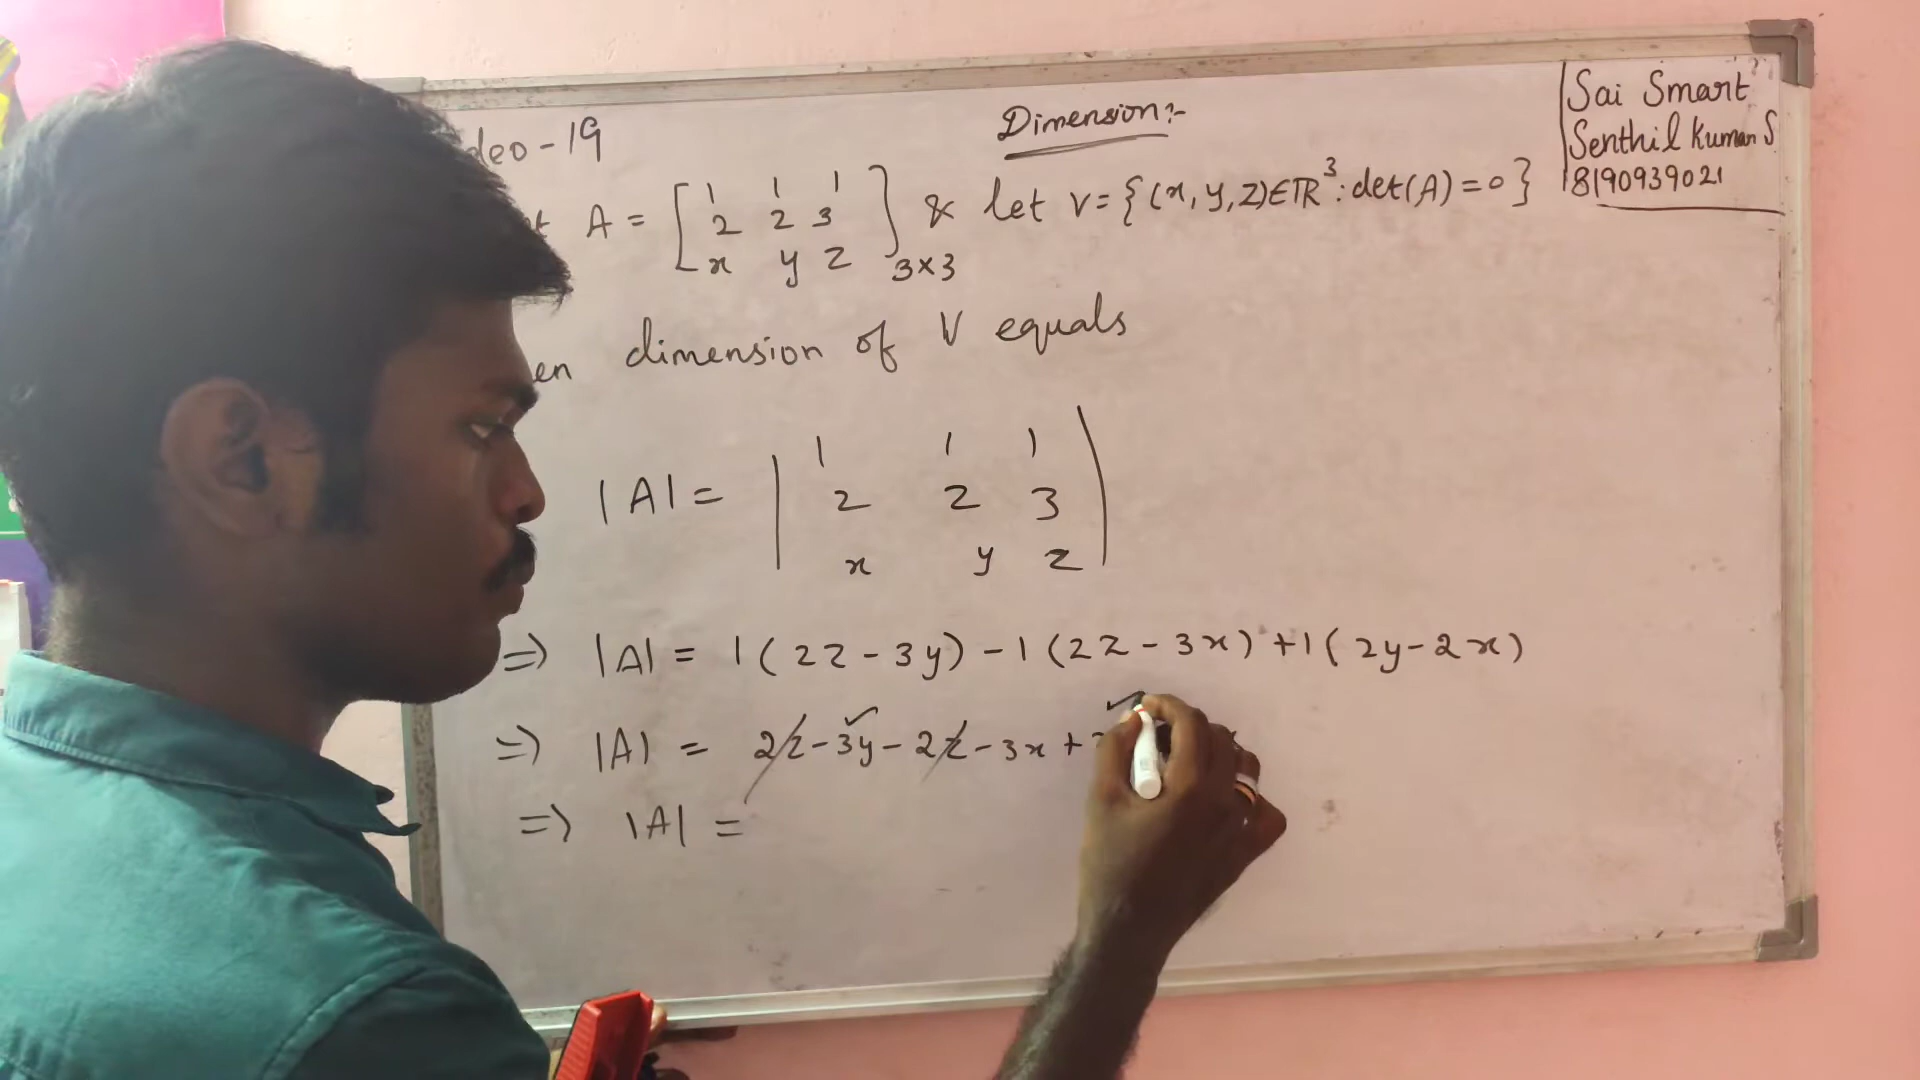 Dimension:-
Sai Smart
Senthil Kuman S
8190939021
deo-19
A = [ 1 1 1 & let V={(x,y,z)∈ℝ³:det(A)=0}
2 2 3
x y z ] 3×3
en dimension of V equals
|A| = | 1 1 1
2 2 3
x y z |
=> |A| = 1(2z-3y)-1(2z-3x)+1(2y-2x)
=> |A| = 2z-3y-2z-3x+
=> |A| =